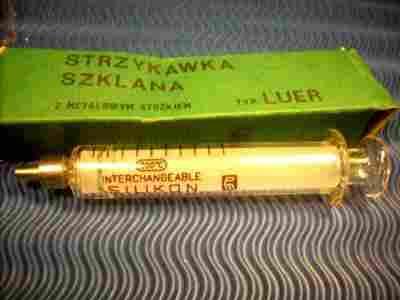 STRZYKAWKA
SZKLANA
Z METALOWYM STOŻKIEM TYP LUER
INTERCHANGEABLE
SILIKON